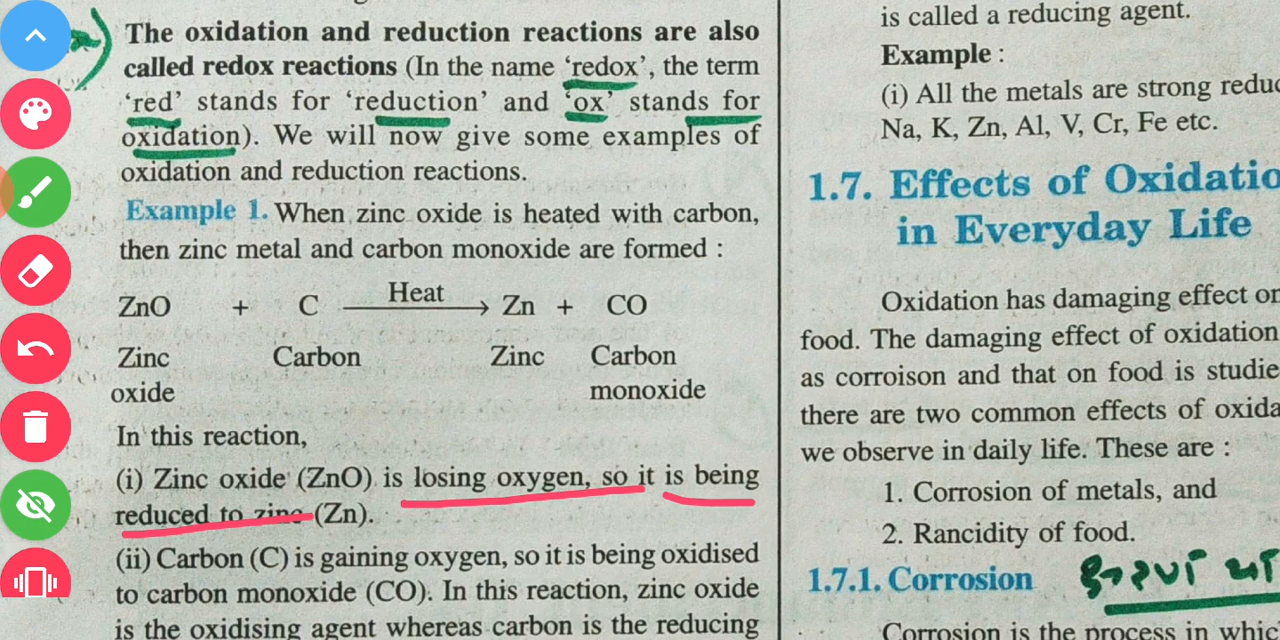 The oxidation and reduction reactions are also
called redox reactions (In the name ‘redox’, the term
‘red’ stands for ‘reduction’ and ‘ox’ stands for
oxidation). We will now give some examples of
oxidation and reduction reactions.
Example 1. When zinc oxide is heated with carbon,
then zinc metal and carbon monoxide are formed :
Heat
ZnO + C → Zn + CO
Zinc Carbon Zinc Carbon
oxide monoxide
In this reaction,
(i) Zinc oxide (ZnO) is losing oxygen, so it is being
reduced to zinc (Zn).
(ii) Carbon (C) is gaining oxygen, so it is being oxidised
to carbon monoxide (CO). In this reaction, zinc oxide
is the oxidising agent whereas carbon is the reducing
is called a reducing agent.
Example :
(i) All the metals are strong reduc
Na, K, Zn, Al, V, Cr, Fe etc.
1.7. Effects of Oxidatio
in Everyday Life
Oxidation has damaging effect on
food. The damaging effect of oxidation
as corroison and that on food is studie
there are two common effects of oxida
we observe in daily life. These are :
1. Corrosion of metals, and
2. Rancidity of food.
1.7.1. Corrosion
Corrosion is the process in whic